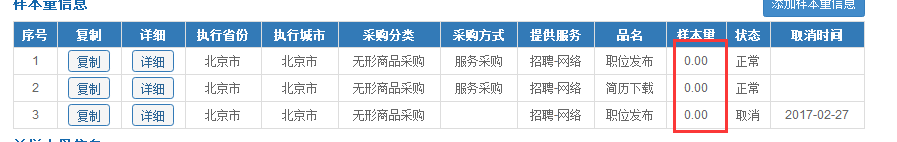 样本量信息
添加样本量信息
序号 复制 详细 执行省份 执行城市 采购分类 采购方式 提供服务 品名 样本量 状态 取消时间
1 复制 详细 北京市 北京市 无形商品采购 服务采购 招聘-网络 职位发布 0.00 正常
2 复制 详细 北京市 北京市 无形商品采购 服务采购 招聘-网络 简历下载 0.00 正常
3 复制 详细 北京市 北京市 无形商品采购 招聘-网络 职位发布 0.00 取消 2017-02-27